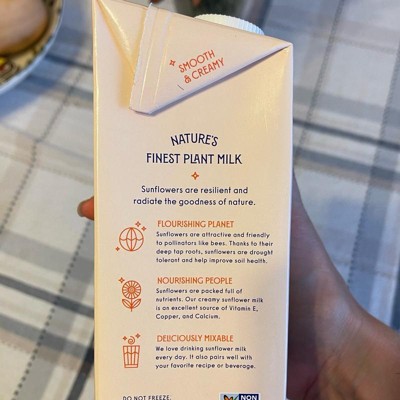 SMOOTH
& CREAMY
NATURE'S
FINEST PLANT MILK
Sunflowers are resilient and
radiate the goodness of nature.
FLOURISHING PLANET
Sunflowers are attractive and friendly
to pollinators like bees. Thanks to their
deep tap roots, sunflowers are drought
tolerant and help improve soil health.
NOURISHING PEOPLE
Sunflowers are packed full of
nutrients. Our creamy sunflower milk
is an excellent source of Vitamin E,
Copper, and Calcium.
DELICIOUSLY MIXABLE
We love drinking sunflower milk
every day. It also pairs well with
your favorite recipe or beverage.
DO NOT FREEZE.
NON